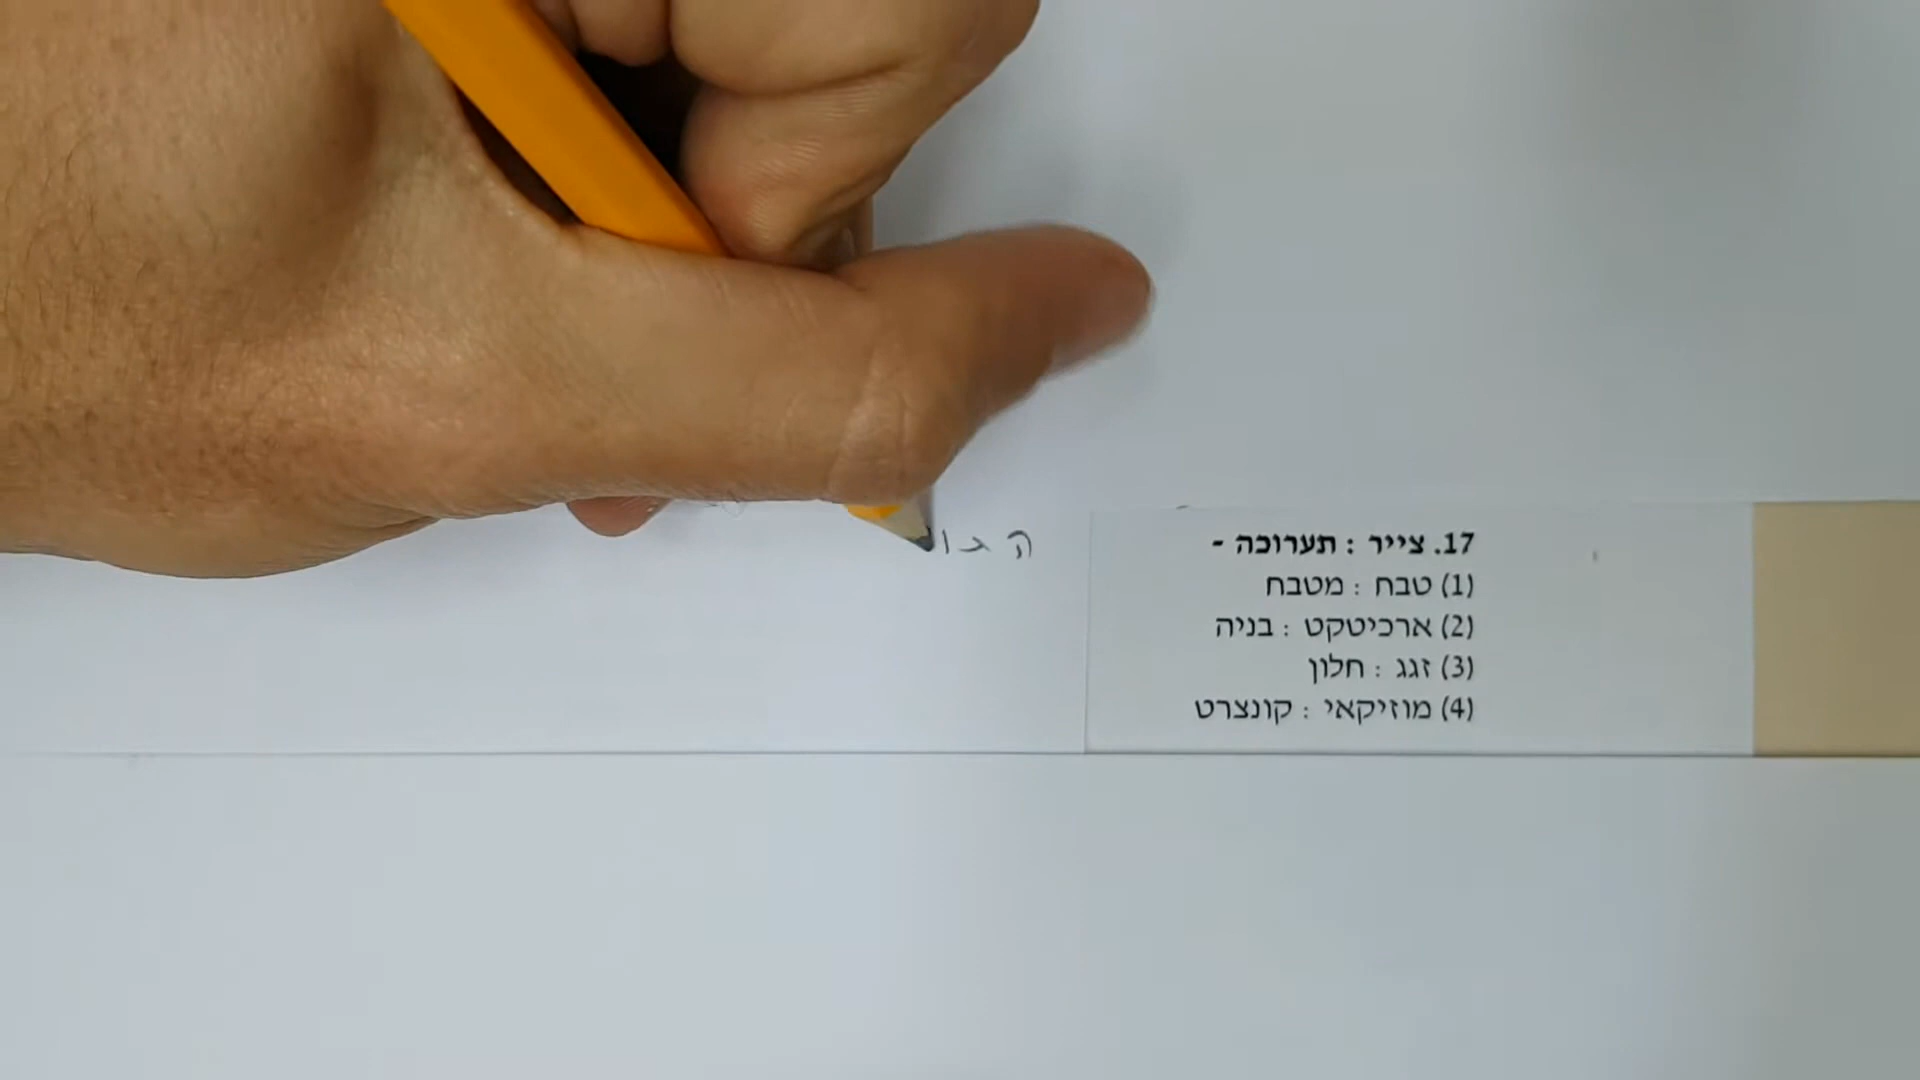 17. צייר : תערוכה -
(1) טבח : מטבח
(2) ארכיטקט : בניה
(3) זגג : חלון
(4) מוזיקאי : קונצרט